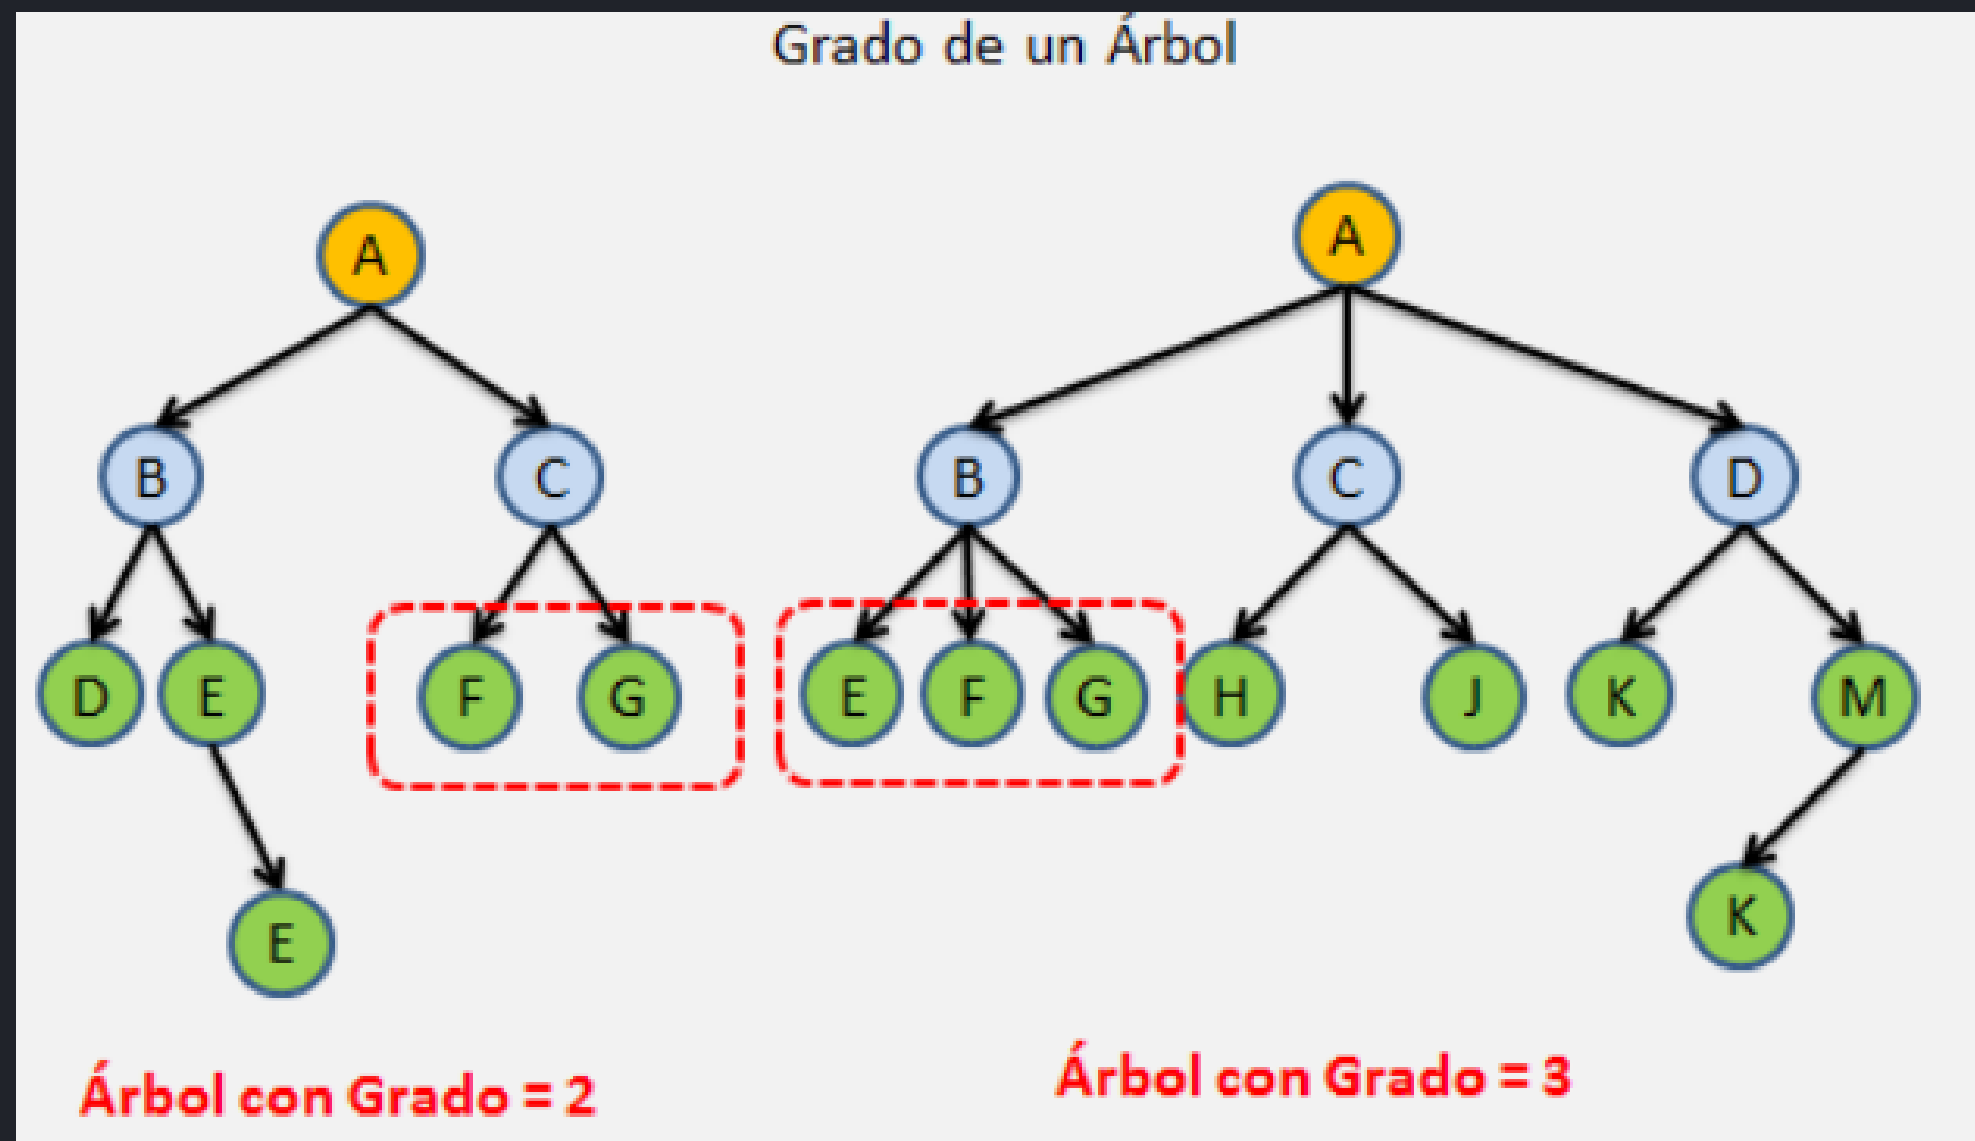 Grado de un Árbol
A
A
B
C
B
C
D
D
E
F
G
E
F
G
H
J
K
M
E
K
Árbol con Grado = 2
Árbol con Grado = 3